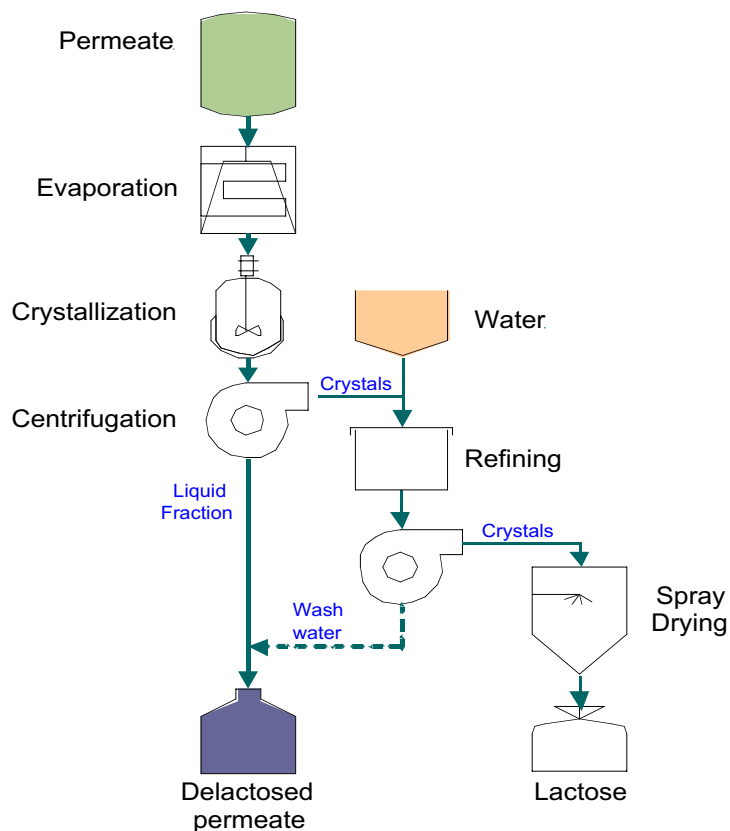 Permeate
Evaporation
Crystallization
Water
Crystals
Centrifugation
Refining
Liquid
Fraction
Crystals
Spray
Drying
Wash
water
Delactosed
permeate
Lactose